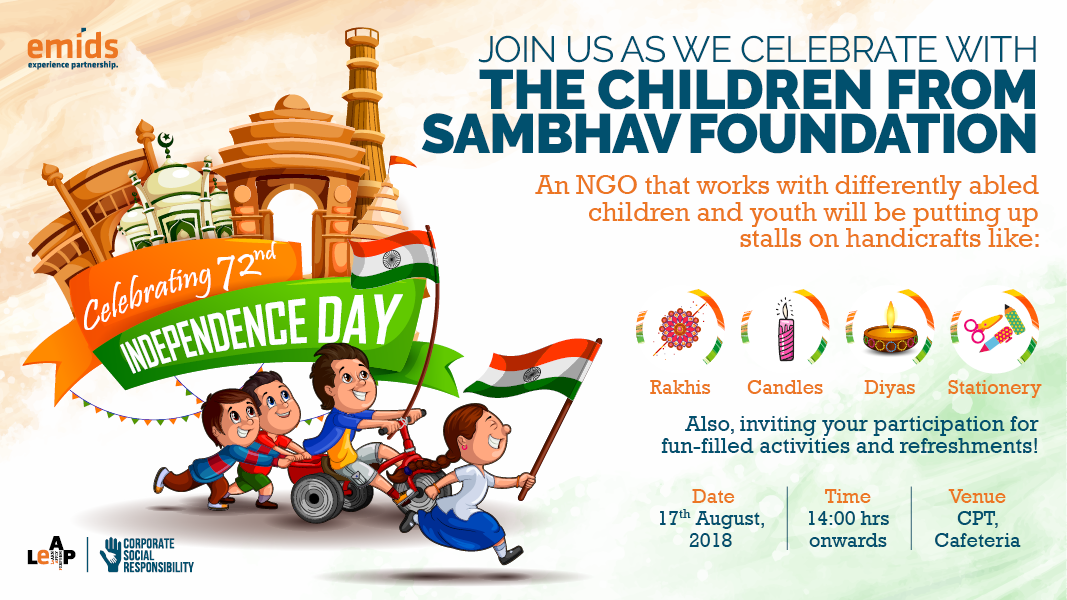 emids
experience partnership.
JOIN US AS WE CELEBRATE WITH
THE CHILDREN FROM
SAMBHAV FOUNDATION
An NGO that works with differently abled
children and youth will be putting up
stalls on handicrafts like:
Celebrating 72nd
INDEPENDENCE DAY
Rakhis
Candles
Diyas
Stationery
Also, inviting your participation for
fun-filled activities and refreshments!
Date
17th August,
2018
Time
14:00 hrs
onwards
Venue
CPT,
Cafeteria
LeAP
CORPORATE
SOCIAL
RESPONSIBILITY